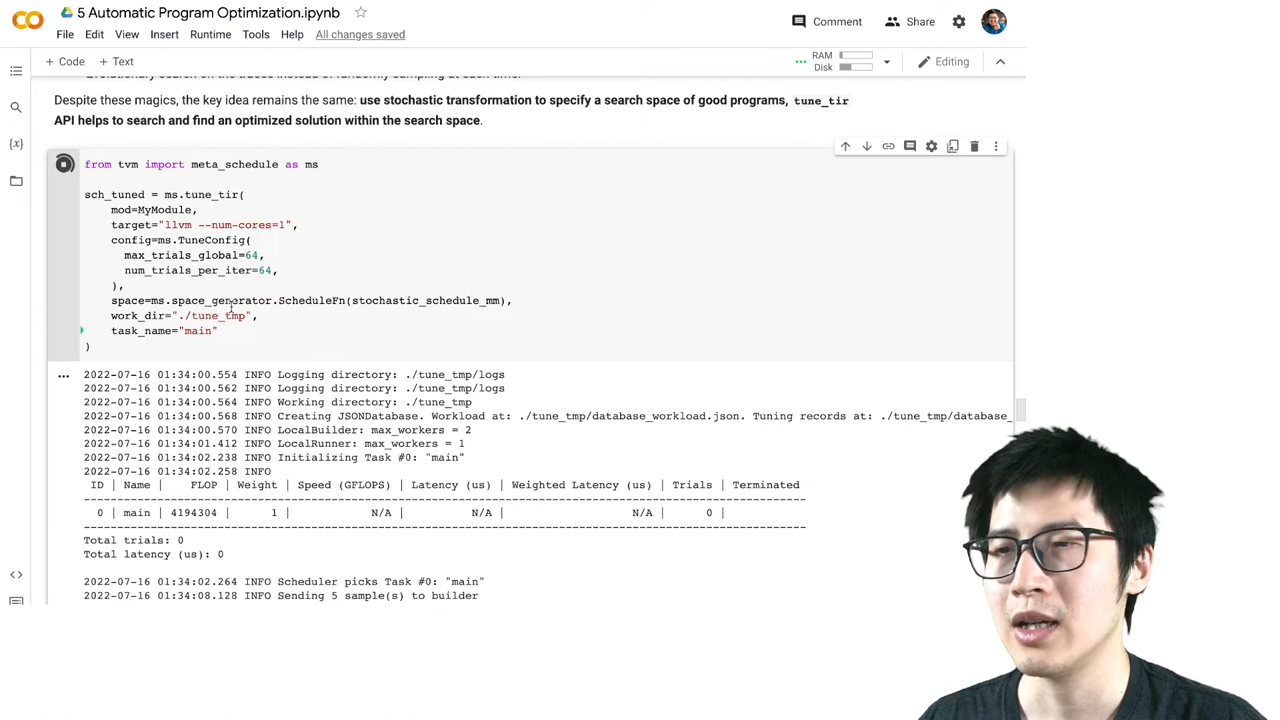 5 Automatic Program Optimization.ipynb
Comment
Share
File Edit View Insert Runtime Tools Help All changes saved
+ Code + Text
RAM
Disk
Editing
Evolutionary search on the traces instead of randomly sampling at each time.
Despite these magics, the key idea remains the same: use stochastic transformation to specify a search space of good programs, tune_tir
API helps to search and find an optimized solution within the search space.
from tvm import meta_schedule as ms
sch_tuned = ms.tune_tir(
mod=MyModule,
target="llvm --num-cores=1",
config=ms.TuneConfig(
max_trials_global=64,
num_trials_per_iter=64,
),
space=ms.space_generator.ScheduleFn(stochastic_schedule_mm),
work_dir="./tune_tmp",
task_name="main"
)
2022-07-16 01:34:00.554 INFO Logging directory: ./tune_tmp/logs
2022-07-16 01:34:00.562 INFO Logging directory: ./tune_tmp/logs
2022-07-16 01:34:00.564 INFO Working directory: ./tune_tmp
2022-07-16 01:34:00.568 INFO Creating JSONDatabase. Workload at: ./tune_tmp/database_workload.json. Tuning records at: ./tune_tmp/database_
2022-07-16 01:34:00.570 INFO LocalBuilder: max_workers = 2
2022-07-16 01:34:01.412 INFO LocalRunner: max_workers = 1
2022-07-16 01:34:02.238 INFO Initializing Task #0: "main"
2022-07-16 01:34:02.258 INFO
ID | Name | FLOP | Weight | Speed (GFLOPS) | Latency (us) | Weighted Latency (us) | Trials | Terminated
0 | main | 4194304 | 1 | N/A | N/A | N/A | 0 |
Total trials: 0
Total latency (us): 0
2022-07-16 01:34:02.264 INFO Scheduler picks Task #0: "main"
2022-07-16 01:34:08.128 INFO Sending 5 sample(s) to builder